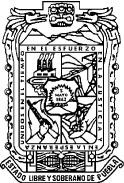 UNIDOS EN EL TIEMPO
EN EL ESFUERZO
EN LA JUSTICIA
Y EN LA ESPERANZA
5 DE MAYO
1862
ESTADO LIBRE Y SOBERANO DE PUEBLA